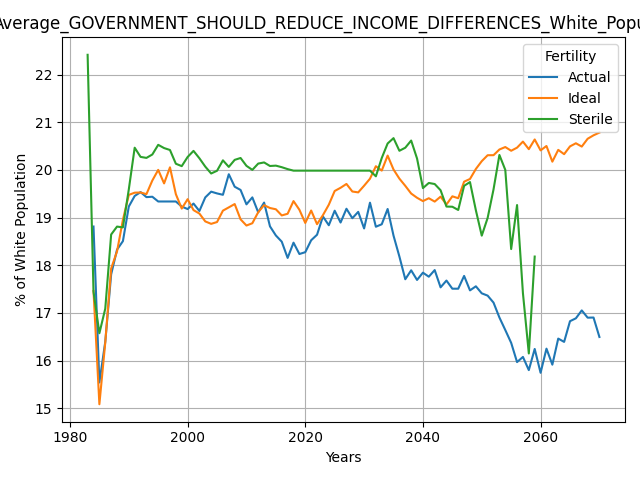 Average_GOVERNMENT_SHOULD_REDUCE_INCOME_DIFFERENCES_White_Popu
Fertility
Actual
Ideal
Sterile
% of White Population
22
21
20
19
18
17
16
15
1980
2000
2020
2040
2060
Years